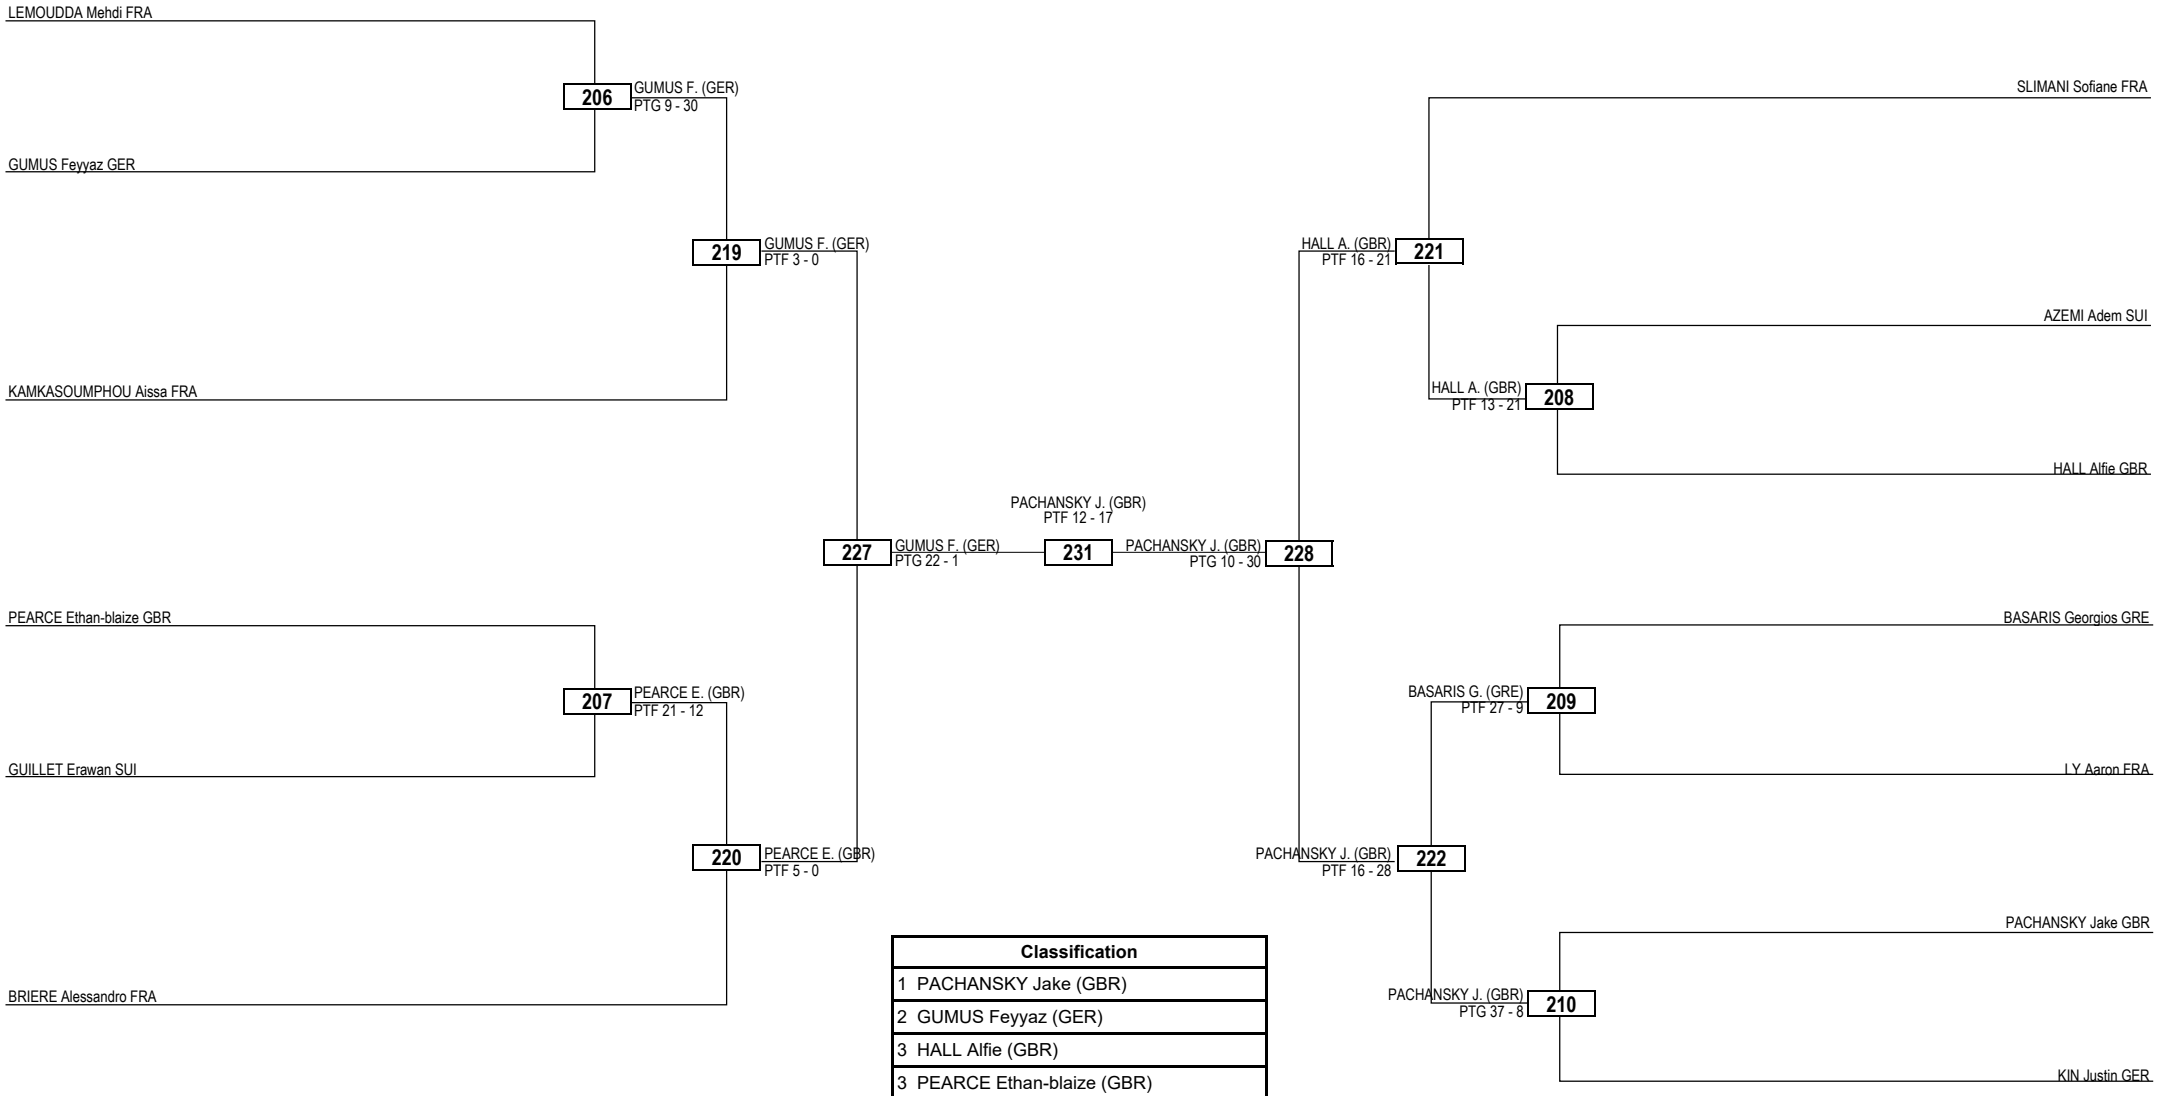 LEMOUDDA Mehdi FRA
206
GUMUS F. (GER)
PTG 9 - 30
GUMUS Feyyaz GER
219
GUMUS F. (GER)
PTF 3 - 0
KAMKASOUMPHOU Aissa FRA
227
GUMUS F. (GER)
PTG 22 - 1
PEARCE Ethan-blaize GBR
207
PEARCE E. (GBR)
PTF 21 - 12
GUILLET Erawan SUI
220
PEARCE E. (GBR)
PTF 5 - 0
BRIERE Alessandro FRA
PACHANSKY J. (GBR)
PTF 12 - 17
231
SLIMANI Sofiane FRA
HALL A. (GBR)
PTF 16 - 21
221
AZEMI Adem SUI
HALL A. (GBR)
PTF 13 - 21
208
HALL Alfie GBR
PACHANSKY J. (GBR)
PTG 10 - 30
228
BASARIS Georgios GRE
BASARIS G. (GRE)
PTF 27 - 9
209
LY Aaron FRA
PACHANSKY J. (GBR)
PTF 16 - 28
222
PACHANSKY Jake GBR
PACHANSKY J. (GBR)
PTG 37 - 8
210
KIN Justin GER
Classification
1 PACHANSKY Jake (GBR)
2 GUMUS Feyyaz (GER)
3 HALL Alfie (GBR)
3 PEARCE Ethan-blaize (GBR)